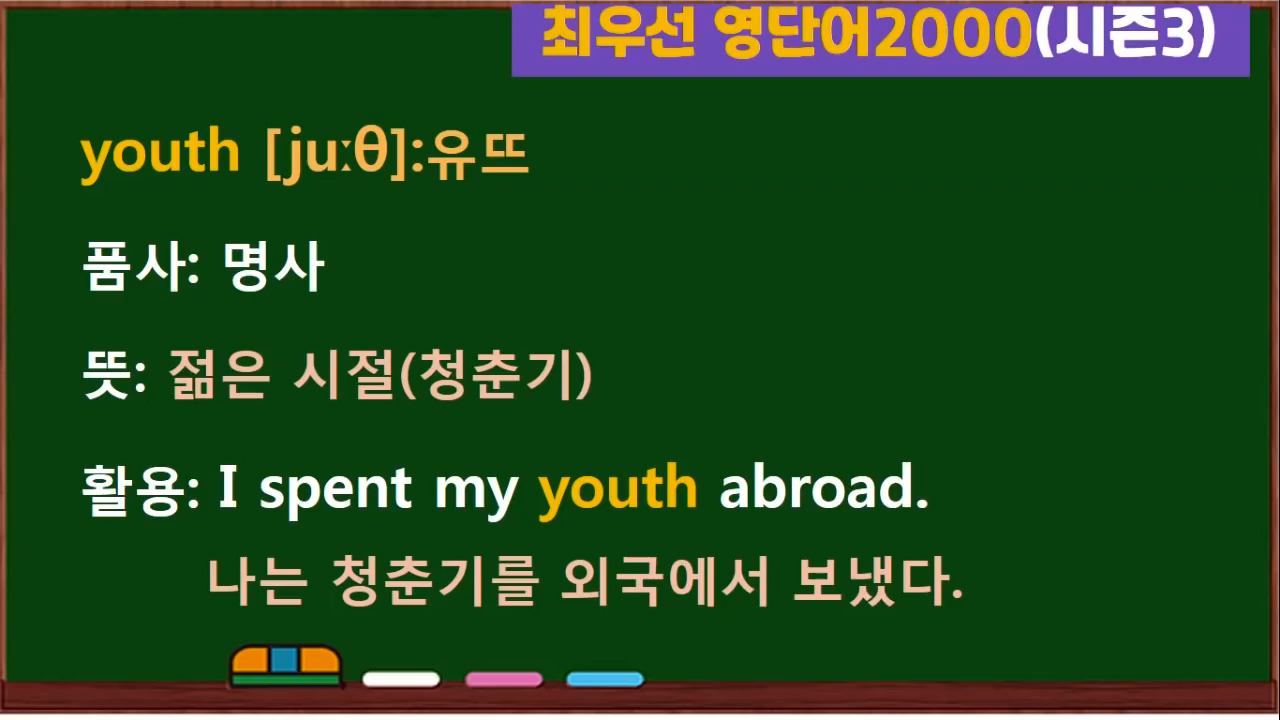 최우선 영단어2000(시즌3)
youth [juːθ]:유뜨
품사: 명사
뜻: 젊은 시절(청춘기)
활용: I spent my youth abroad.
나는 청춘기를 외국에서 보냈다.